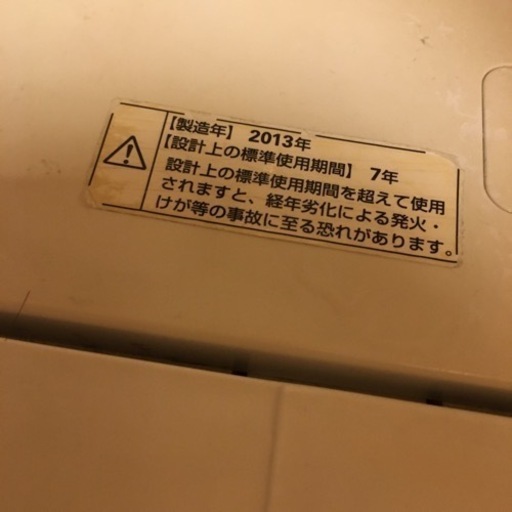 【製造年】 2013年
【設計上の標準使用期間】 7年
設計上の標準使用期間を超えて使用
されますと、経年劣化による発火・
けが等の事故に至る恐れがあります。